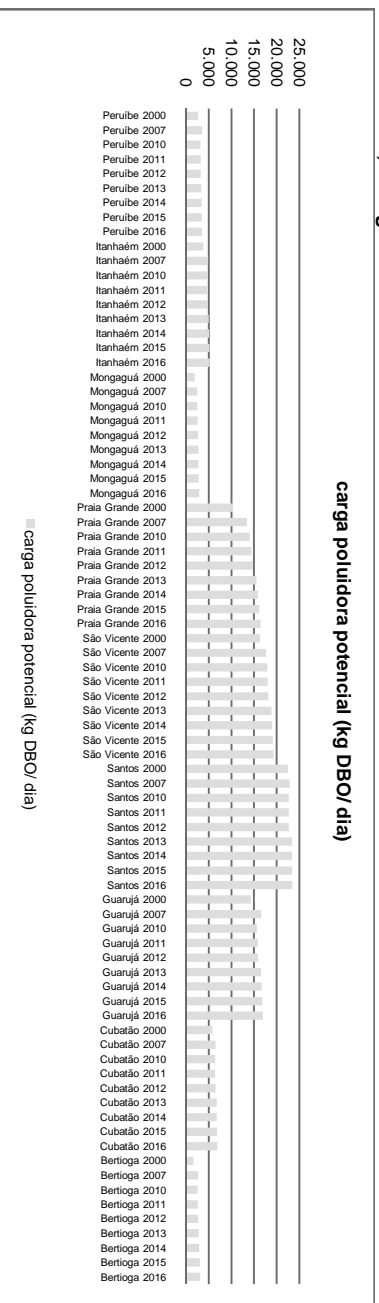 carga poluidora potencial (kg DBO/ dia)
25.000
20.000
15.000
10.000
5.000
0
Peruíbe 2000
Peruíbe 2007
Peruíbe 2010
Peruíbe 2011
Peruíbe 2012
Peruíbe 2013
Peruíbe 2014
Peruíbe 2015
Peruíbe 2016
Itanhaém 2000
Itanhaém 2007
Itanhaém 2010
Itanhaém 2011
Itanhaém 2012
Itanhaém 2013
Itanhaém 2014
Itanhaém 2015
Itanhaém 2016
Mongaguá 2000
Mongaguá 2007
Mongaguá 2010
Mongaguá 2011
Mongaguá 2012
Mongaguá 2013
Mongaguá 2014
Mongaguá 2015
Mongaguá 2016
Praia Grande 2000
Praia Grande 2007
Praia Grande 2010
Praia Grande 2011
Praia Grande 2012
Praia Grande 2013
Praia Grande 2014
Praia Grande 2015
Praia Grande 2016
São Vicente 2000
São Vicente 2007
São Vicente 2010
São Vicente 2011
São Vicente 2012
São Vicente 2013
São Vicente 2014
São Vicente 2015
São Vicente 2016
Santos 2000
Santos 2007
Santos 2010
Santos 2011
Santos 2012
Santos 2013
Santos 2014
Santos 2015
Santos 2016
Guarujá 2000
Guarujá 2007
Guarujá 2010
Guarujá 2011
Guarujá 2012
Guarujá 2013
Guarujá 2014
Guarujá 2015
Guarujá 2016
Cubatão 2000
Cubatão 2007
Cubatão 2010
Cubatão 2011
Cubatão 2012
Cubatão 2013
Cubatão 2014
Cubatão 2015
Cubatão 2016
Bertioga 2000
Bertioga 2007
Bertioga 2010
Bertioga 2011
Bertioga 2012
Bertioga 2013
Bertioga 2014
Bertioga 2015
Bertioga 2016
carga poluidora potencial (kg DBO/ dia)